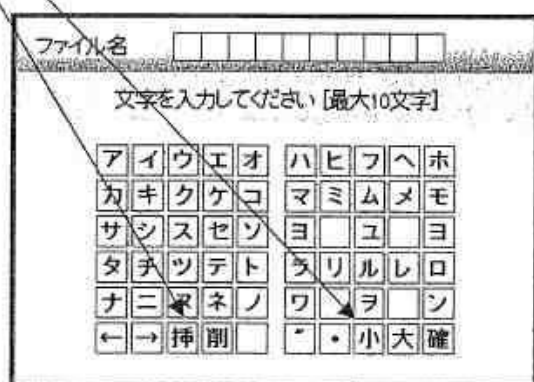 ファイル名
文字を入力してください [最大10文字]
ア イ ウ エ オ ハ ヒ フ ヘ ホ
カ キ ク ケ コ マ ミ ム メ モ
サ シ ス セ ソ ヨ ユ ヨ
タ チ ツ テ ト ラ リ ル レ ロ
ナ ニ ヌ ネ ノ ワ ヲ ン
← → 挿 削 ゛ ・ 小 大 確